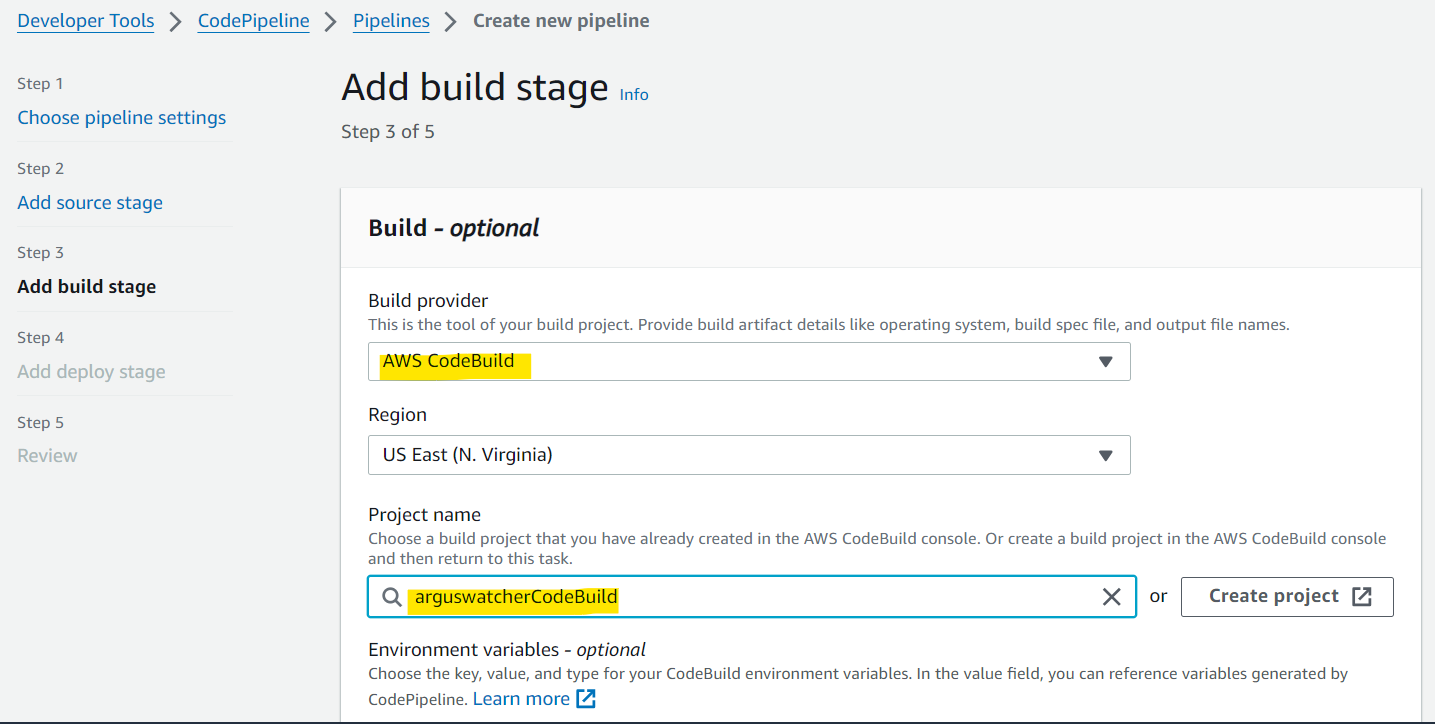 Developer Tools > CodePipeline > Pipelines > Create new pipeline
Step 1
Choose pipeline settings
Step 2
Add source stage
Step 3
Add build stage
Step 4
Add deploy stage
Step 5
Review
Add build stage Info
Step 3 of 5
Build - optional
Build provider
This is the tool of your build project. Provide build artifact details like operating system, build spec file, and output file names.
AWS CodeBuild
Region
US East (N. Virginia)
Project name
Choose a build project that you have already created in the AWS CodeBuild console. Or create a build project in the AWS CodeBuild console
and then return to this task.
arguswatcherCodeBuild
or
Create project
Environment variables - optional
Choose the key, value, and type for your CodeBuild environment variables. In the value field, you can reference variables generated by
CodePipeline. Learn more